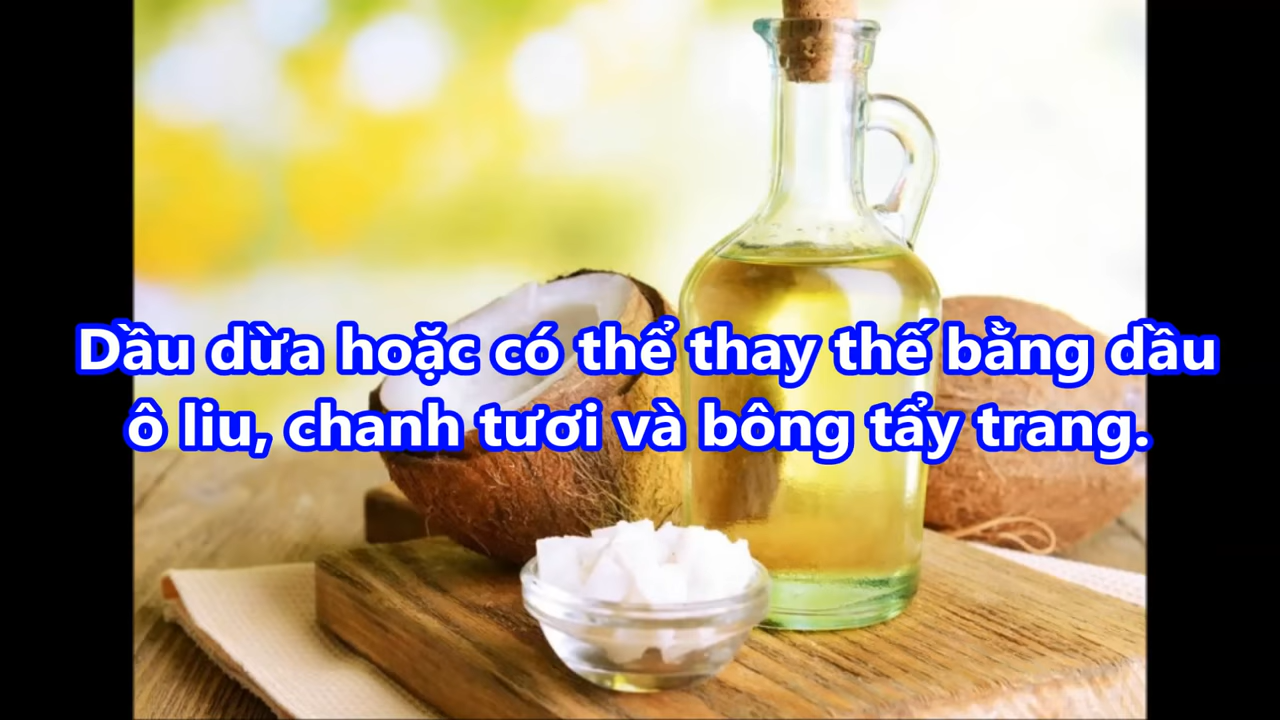 Dầu dừa hoặc có thể thay thế bằng dầu
ô liu, chanh tươi và bông tẩy trang.